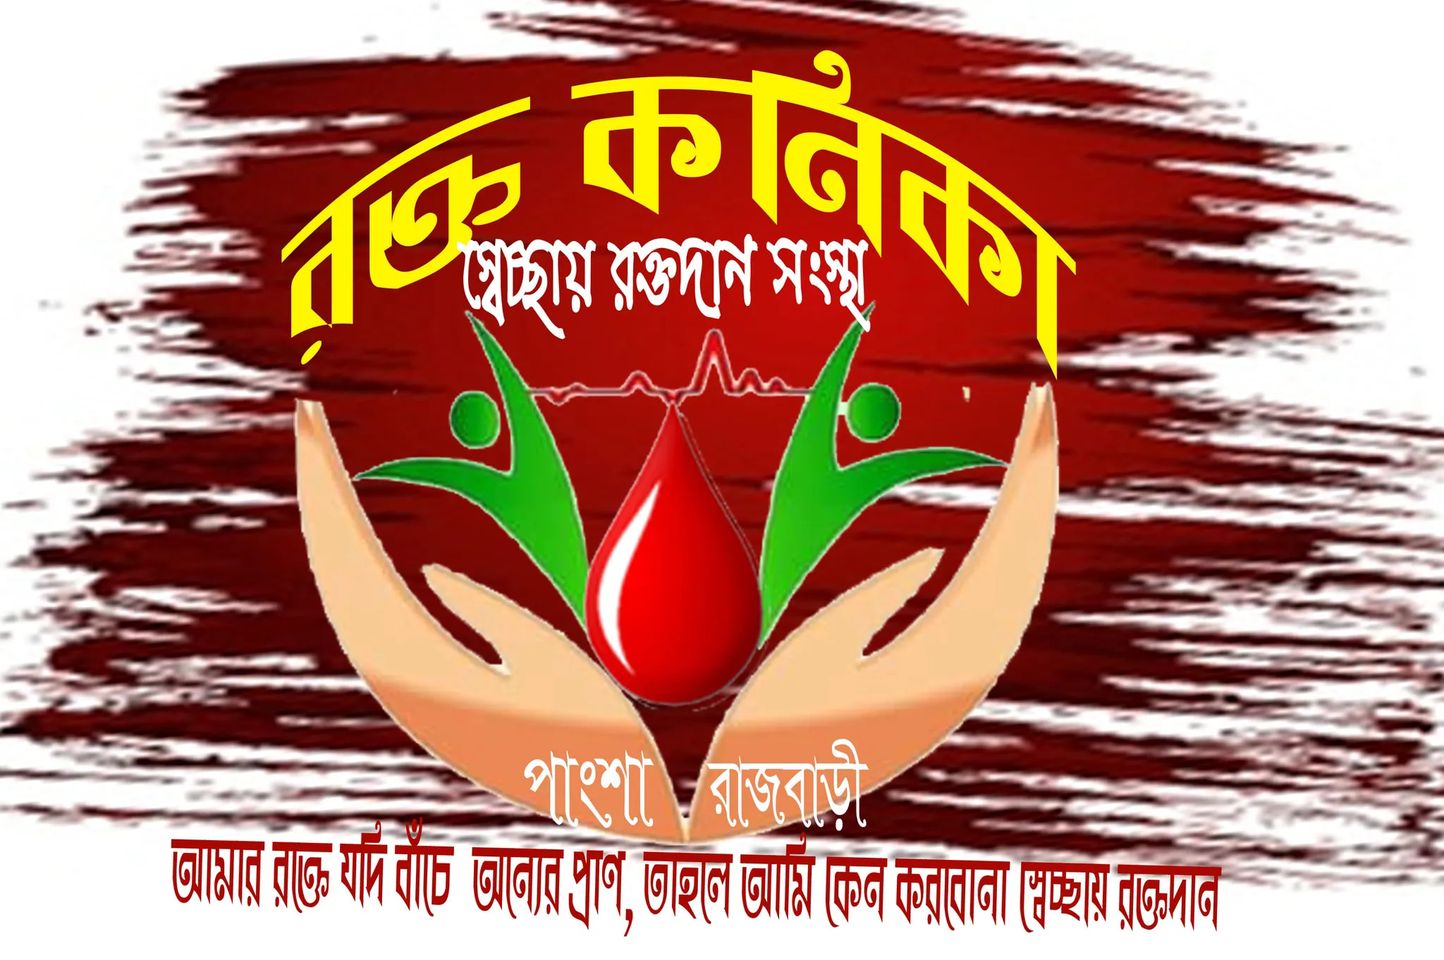 রক্ত কনিকা
স্বেচ্ছায় রক্তদান সংস্থা
পাংশা রাজবাড়ী
আমার রক্তে যদি বাঁচে অন্যের প্রাণ, তাহলে আমি কেন করবোনা স্বেচ্ছায় রক্তদান